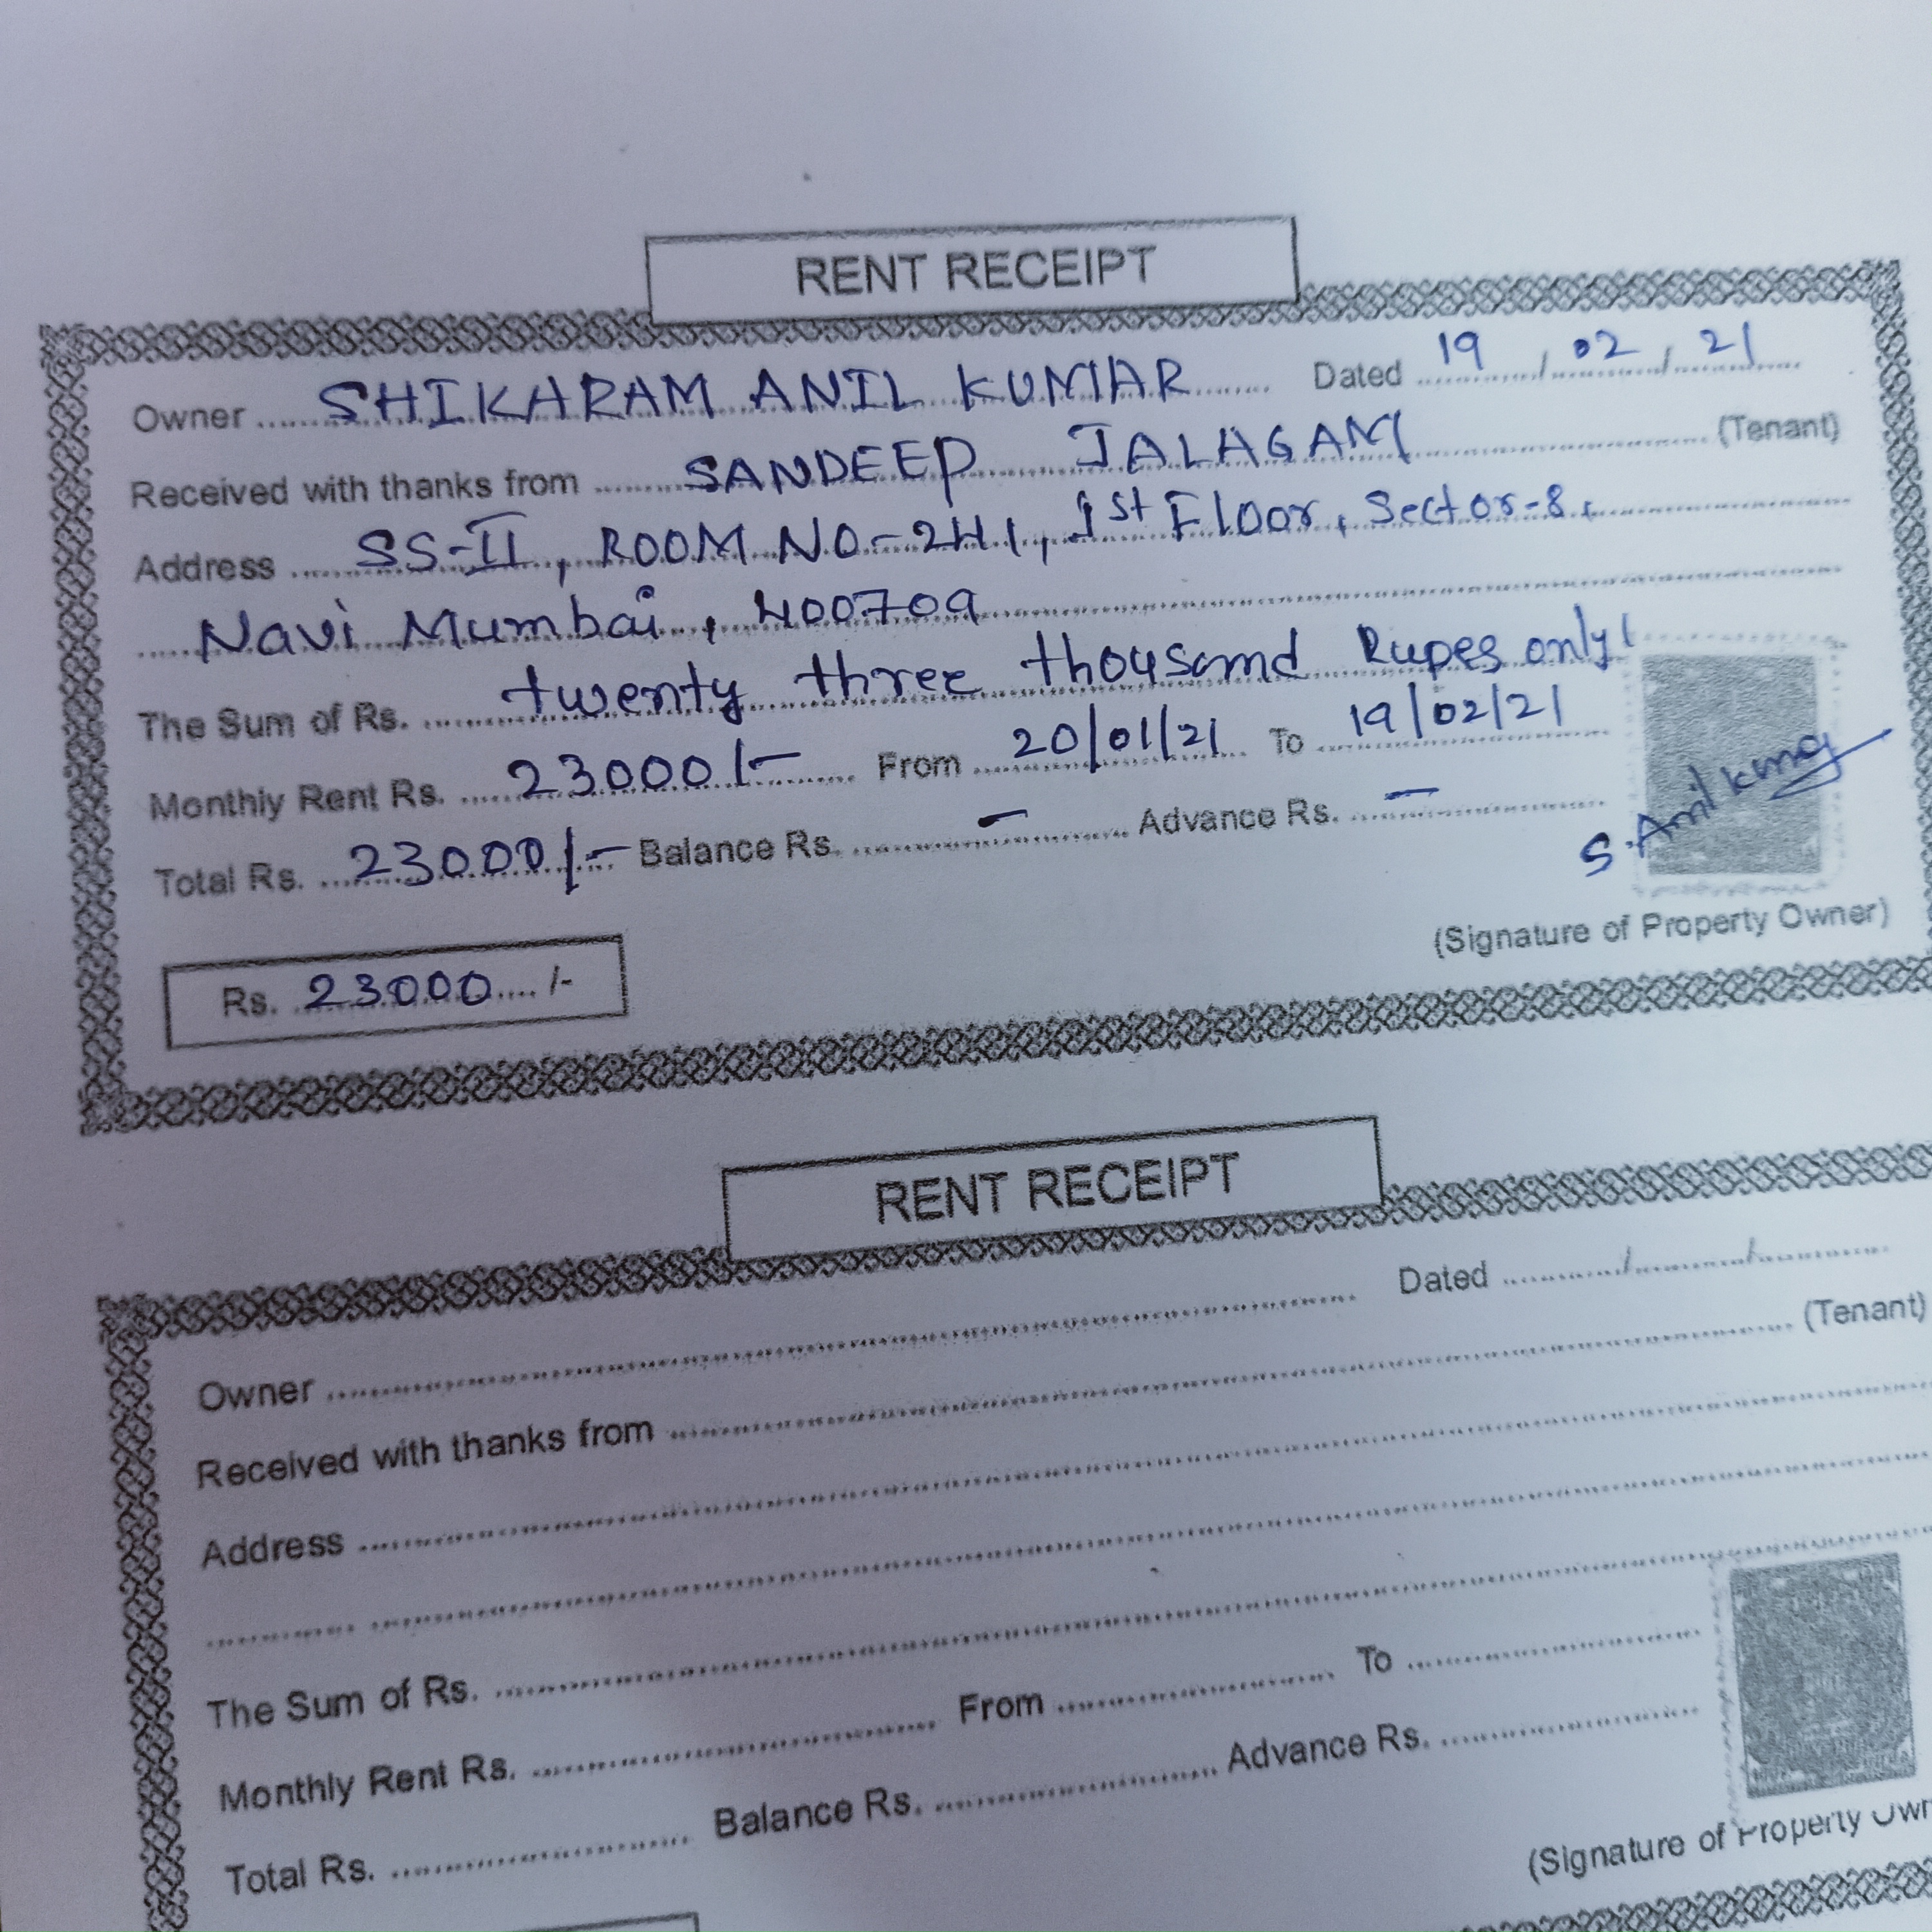 RENT RECEIPT
Owner SHIKARAM ANIL KUMAR Dated 19 / 02 / 21
Received with thanks from SANDEEP JALAGAM (Tenant)
Address SS-II, ROOM NO-2H1, 1st Floor, Sector-8,
Navi Mumbai, 400709
The Sum of Rs. twenty three thousand Rupes only/
Monthly Rent Rs. 23000/- From 20/01/21 To 19/02/21
Total Rs. 23000/- Balance Rs. - Advance Rs. -
S. Anil kumar
(Signature of Property Owner)
Rs. 23000 /-
RENT RECEIPT
Owner Dated / /
Received with thanks from (Tenant)
Address
The Sum of Rs.
Monthly Rent Rs. From To
Total Rs. Balance Rs. Advance Rs.
(Signature of Property Own